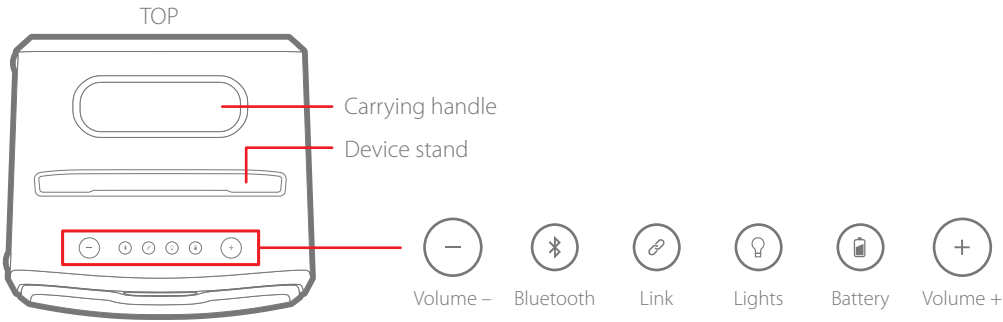 TOP
Carrying handle
Device stand
Volume – Bluetooth Link Lights Battery Volume +